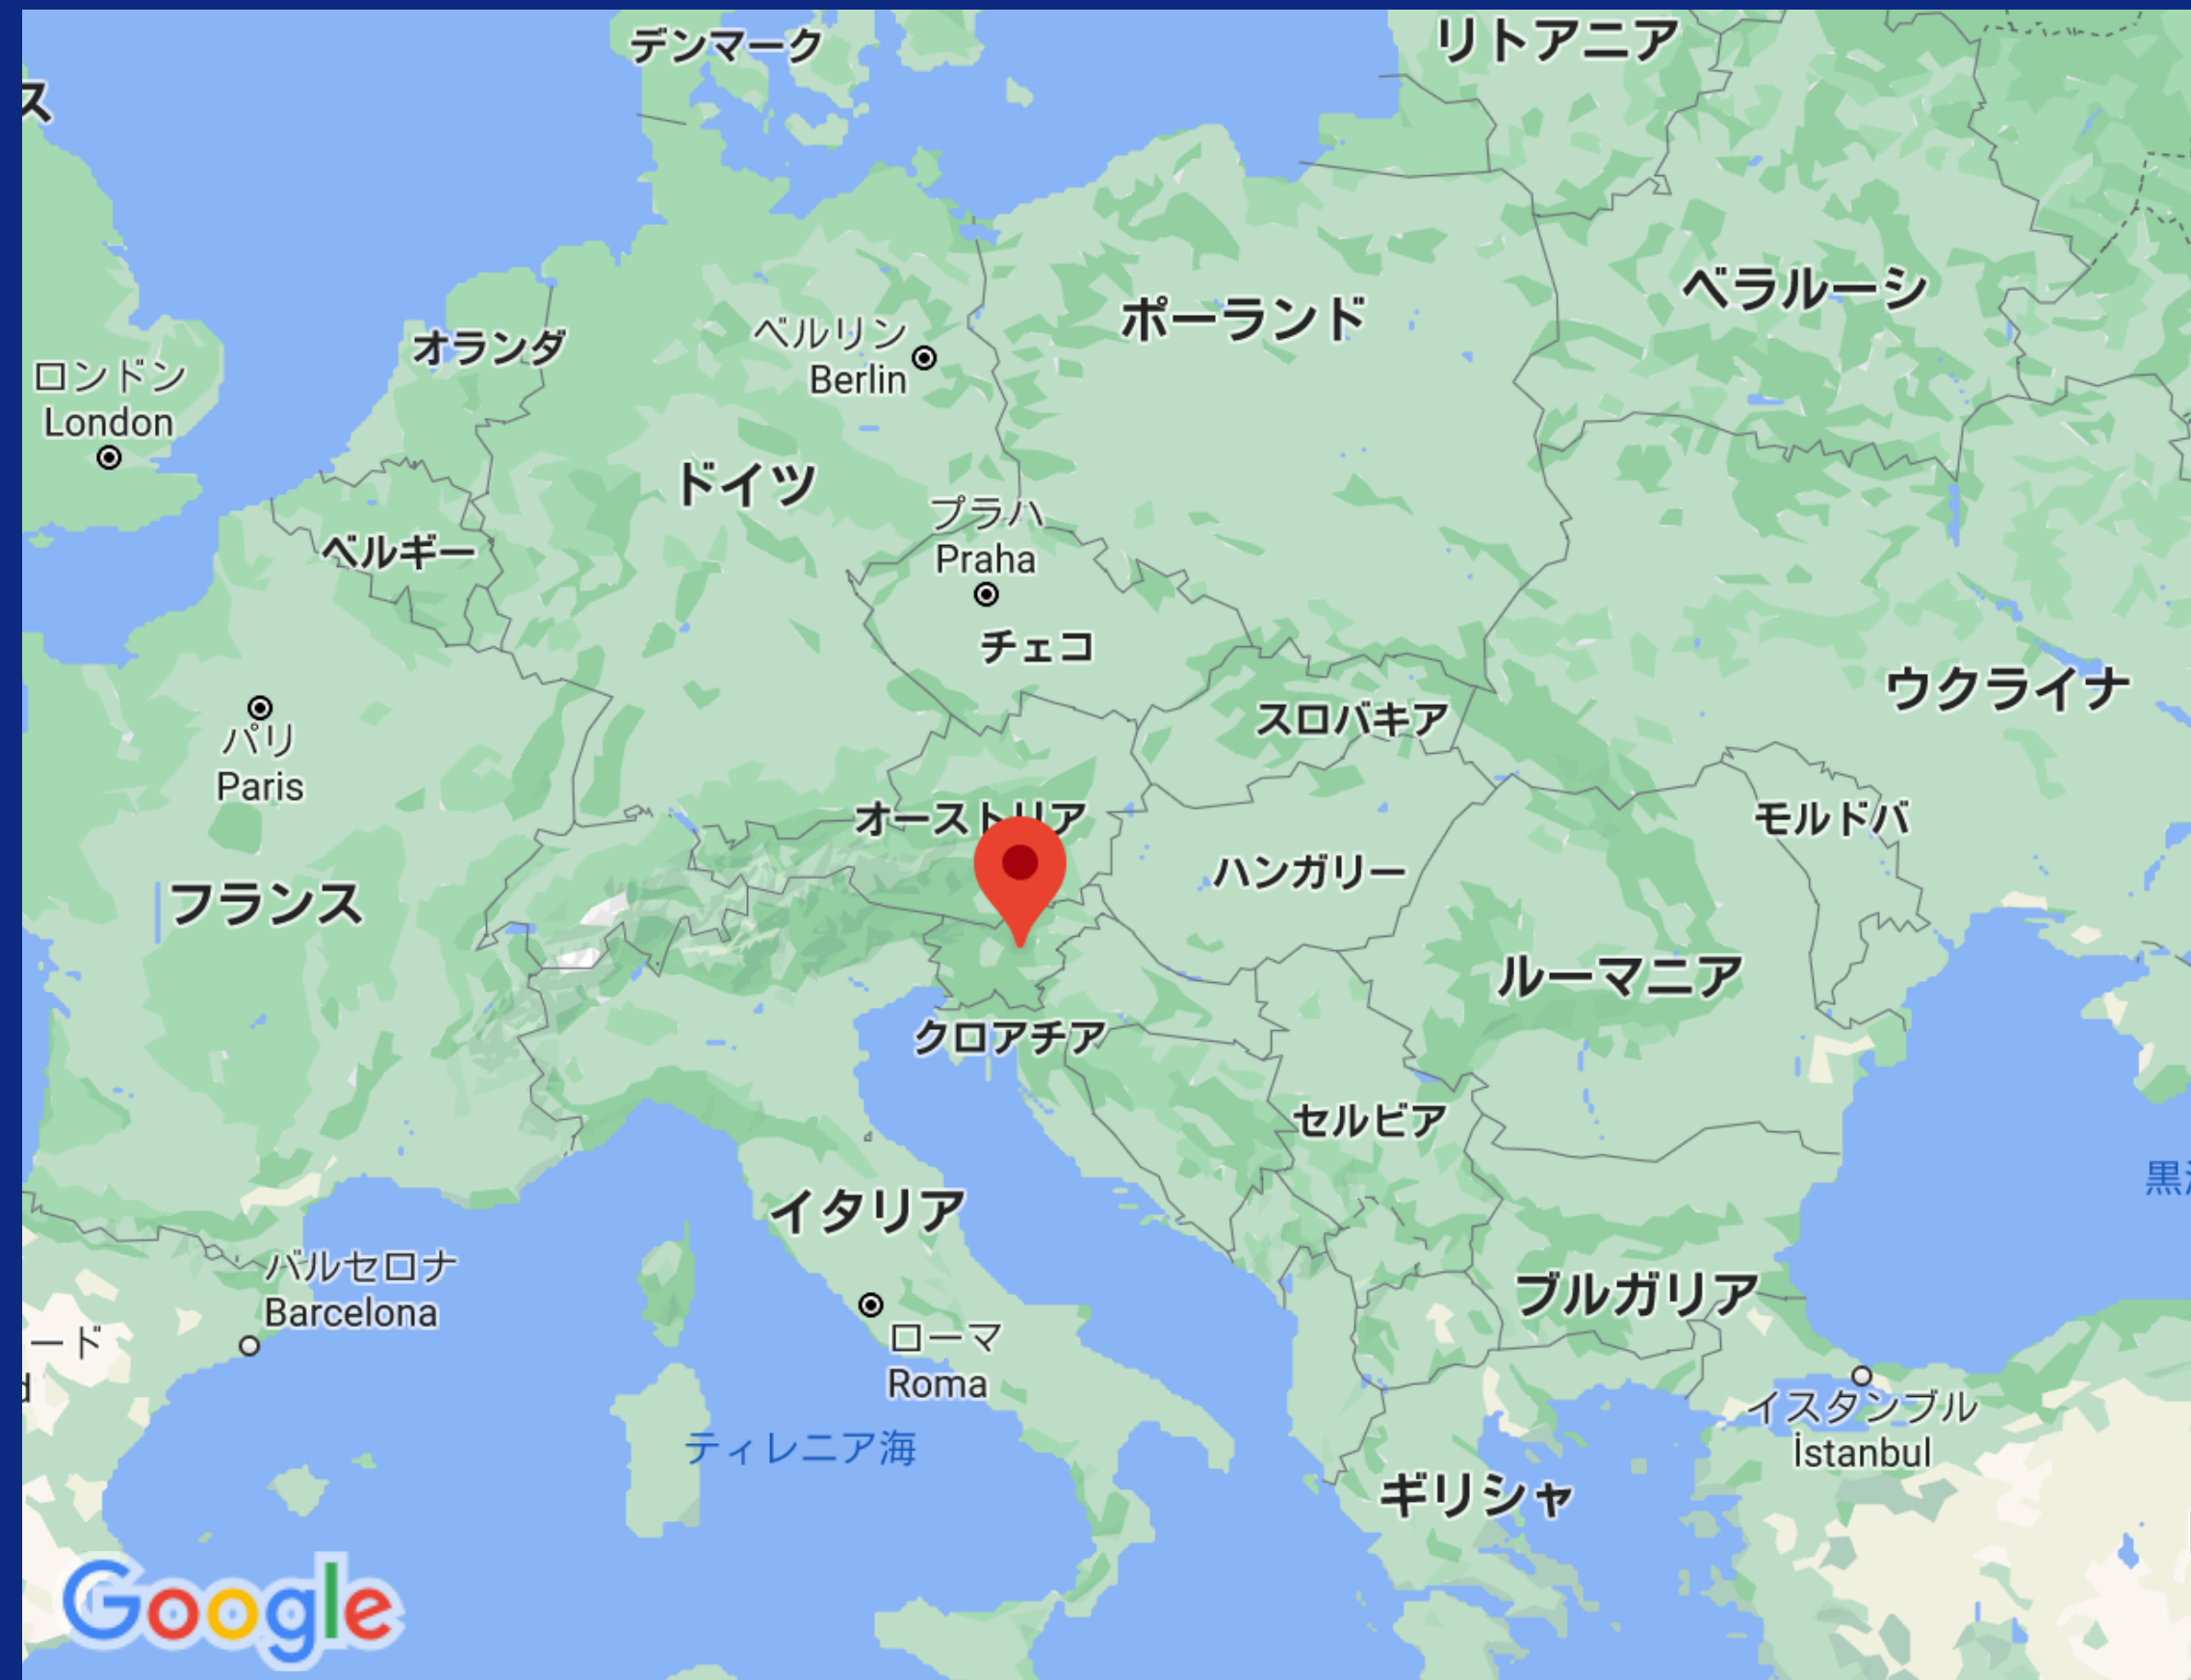 デンマーク
リトアニア
ス
ベラルーシ
ポーランド
オランダ
ベルリン
Berlin
ロンドン
London
ドイツ
プラハ
Praha
ベルギー
チェコ
ウクライナ
スロバキア
パリ
Paris
オーストリア
モルドバ
ハンガリー
フランス
ルーマニア
クロアチア
セルビア
イタリア
バルセロナ
Barcelona
ブルガリア
ローマ
Roma
ード
d
イスタンブル
İstanbul
ティレニア海
ギリシャ
Google